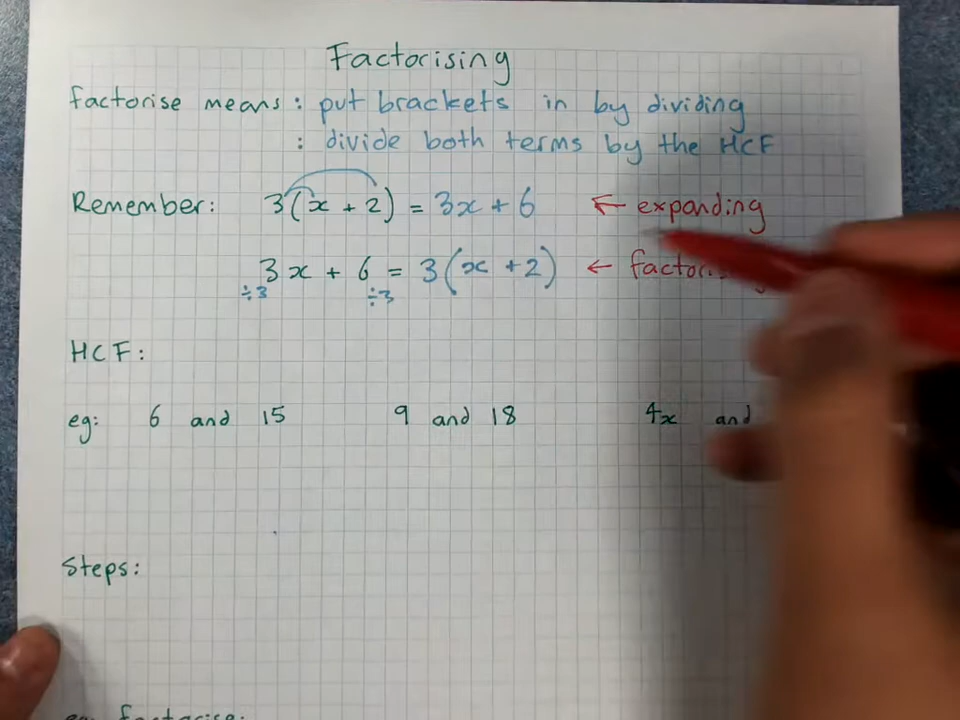 Factorising
factorise means: put brackets in by dividing
: divide both terms by the HCF
Remember: 3(x + 2) = 3x + 6 ← expanding
3x + 6 = 3(x + 2) ←
÷3 ÷3
HCF:
eg: 6 and 15 9 and 18 4x and
Steps:
factorise: